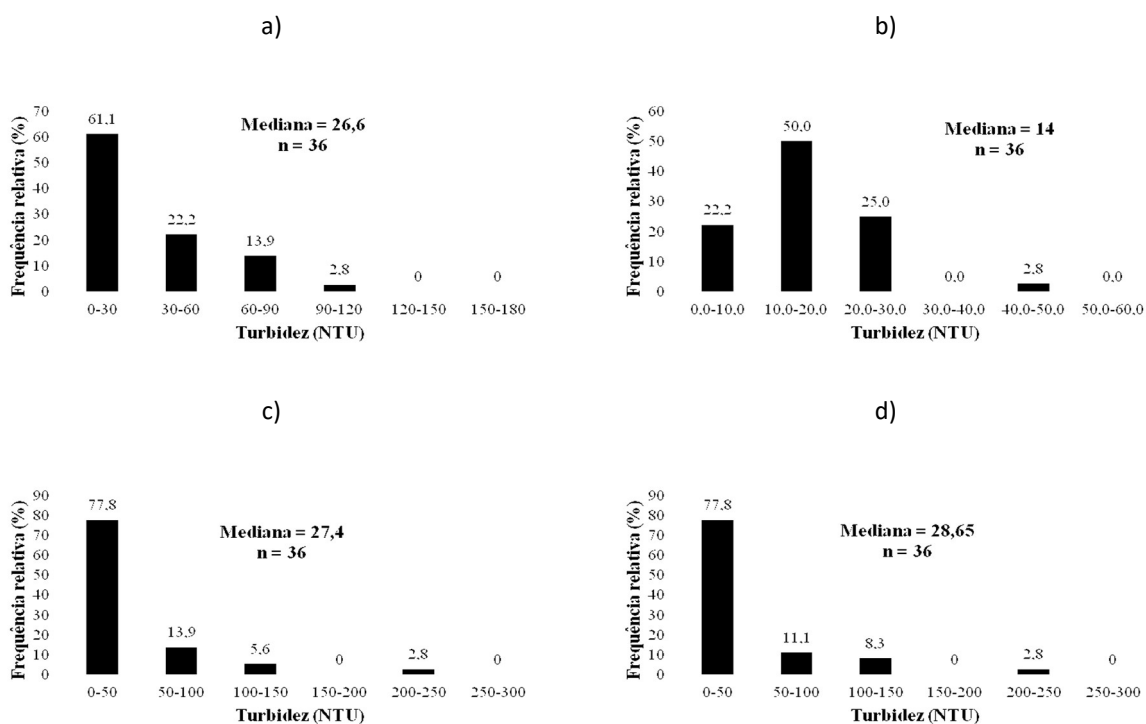 a)
Frequência relativa (%)
70
60
50
40
30
20
10
0
61,1
22,2
13,9
2,8
0
0
Mediana = 26,6
n = 36
0-30 30-60 60-90 90-120 120-150 150-180
Turbidez (NTU)
b)
Frequência relativa (%)
60
50
40
30
20
10
0
22,2
50,0
25,0
0,0
2,8
0,0
Mediana = 14
n = 36
0,0-10,0 10,0-20,0 20,0-30,0 30,0-40,0 40,0-50,0 50,0-60,0
Turbidez (NTU)
c)
Frequência relativa (%)
90
80
70
60
50
40
30
20
10
0
77,8
13,9
5,6
0
2,8
0
Mediana = 27,4
n = 36
0-50 50-100 100-150 150-200 200-250 250-300
Turbidez (NTU)
d)
Frequência relativa (%)
90
80
70
60
50
40
30
20
10
0
77,8
11,1
8,3
0
2,8
0
Mediana = 28,65
n = 36
0-50 50-100 100-150 150-200 200-250 250-300
Turbidez (NTU)